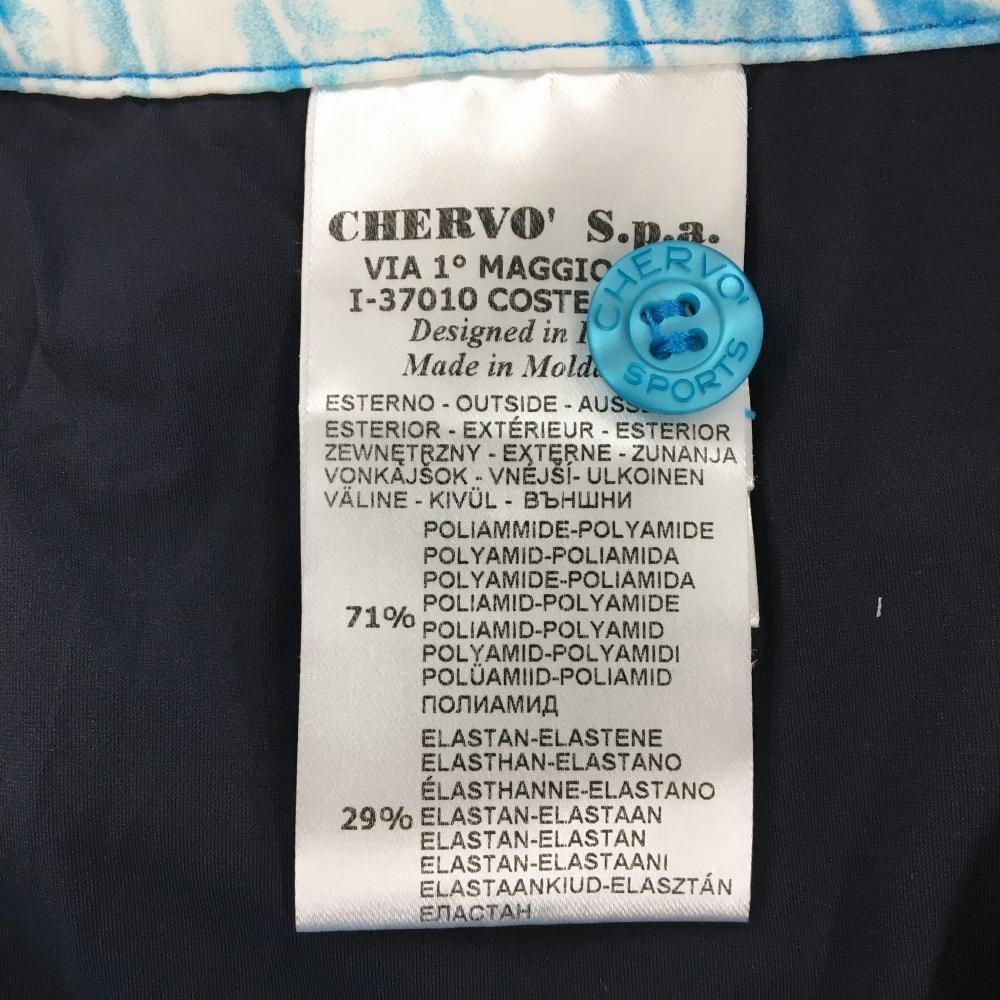 CHERVO' S.p.a.
VIA 1° MAGGIO
I-37010
Designed in
Made in
CHERVO'
SPORTS
ESTERNO - OUTSIDE -
ESTERIOR - EXTÉRIEUR - ESTERIOR
ZEWNĘTRZNY - EXTERNE - ZUNANJA
VONKAJŠOK - VNĚJŠÍ- ULKOINEN
VÄLINE - KIVÜL - ВЪНШНИ
POLIAMMIDE-POLYAMIDE
POLYAMID-POLIAMIDA
POLYAMIDE-POLIAMIDA
71% POLIAMID-POLYAMIDE
POLIAMID-POLYAMID
POLYAMID-POLYAMIDI
POLÜAMIID-POLIAMID
ПОЛИАМИД
ELASTAN-ELASTENE
ELASTHAN-ELASTANO
ÉLASTHANNE-ELASTANO
29% ELASTAN-ELASTAAN
ELASTAN-ELASTAN
ELASTAN-ELASTAANI
ELASTAANKIUD-ELASZTÁN
ЕЛАСТАН